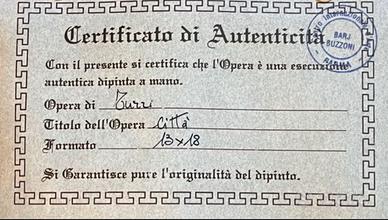 Certificato di Autenticità
Con il presente si certifica che l'Opera è una esecuzione
autentica dipinta a mano.
Opera di Turri
Titolo dell'Opera Città
Formato 13x18
Si Garantisce pure l'originalità del dipinto.
BARJ
BUZZONI
PARMA